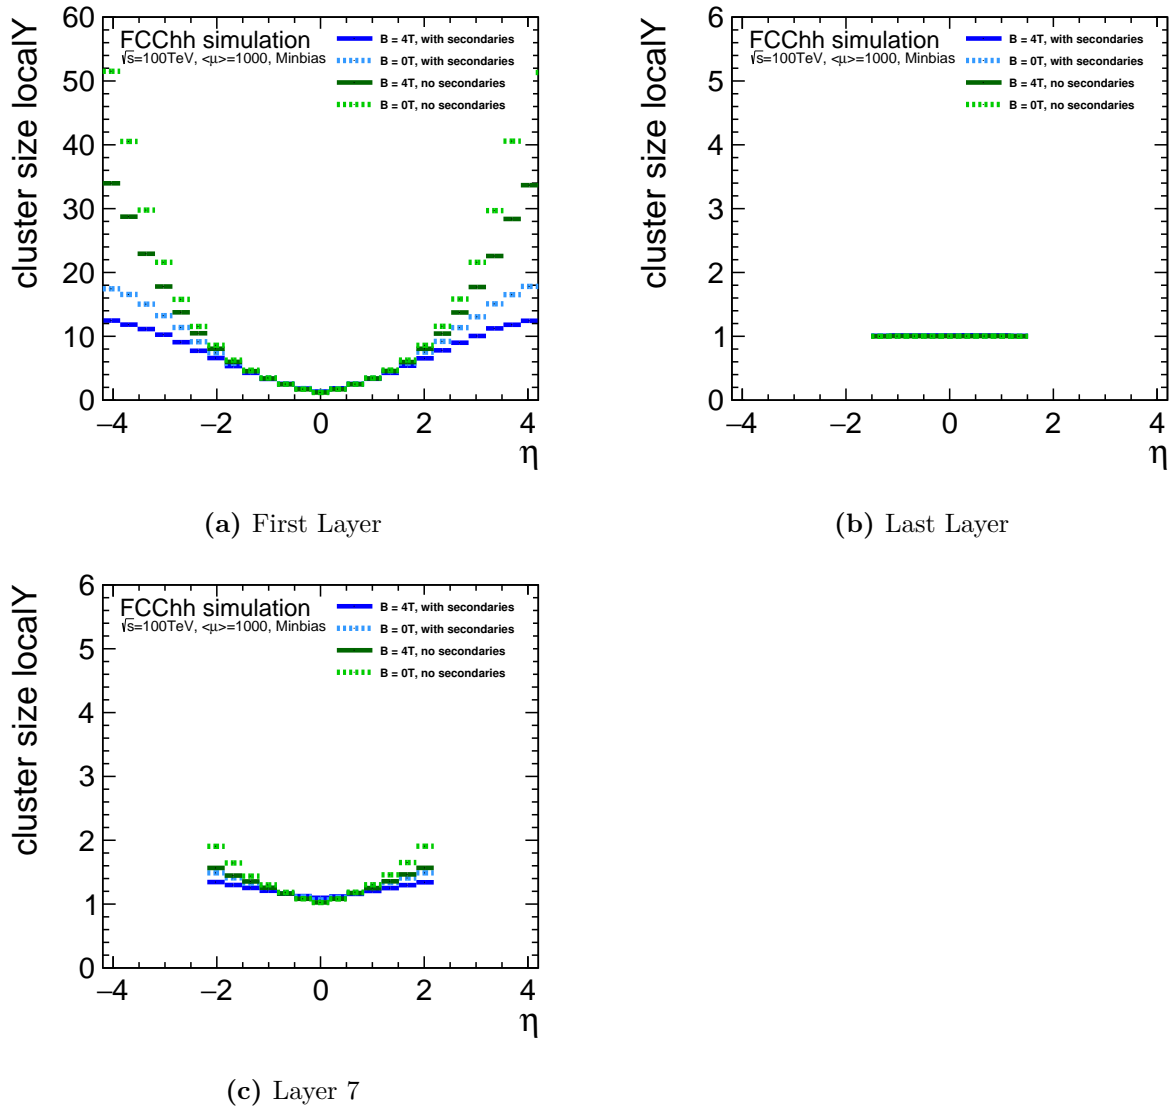 cluster size localY
60
50
40
30
20
10
0
FCChh simulation
√s=100TeV, <μ>=1000, Minbias
B = 4T, with secondaries
B = 0T, with secondaries
B = 4T, no secondaries
B = 0T, no secondaries
−4 −2 0 2 4
η
(a) First Layer
cluster size localY
6
5
4
3
2
1
0
FCChh simulation
√s=100TeV, <μ>=1000, Minbias
B = 4T, with secondaries
B = 0T, with secondaries
B = 4T, no secondaries
B = 0T, no secondaries
−4 −2 0 2 4
η
(b) Last Layer
cluster size localY
6
5
4
3
2
1
0
FCChh simulation
√s=100TeV, <μ>=1000, Minbias
B = 4T, with secondaries
B = 0T, with secondaries
B = 4T, no secondaries
B = 0T, no secondaries
−4 −2 0 2 4
η
(c) Layer 7